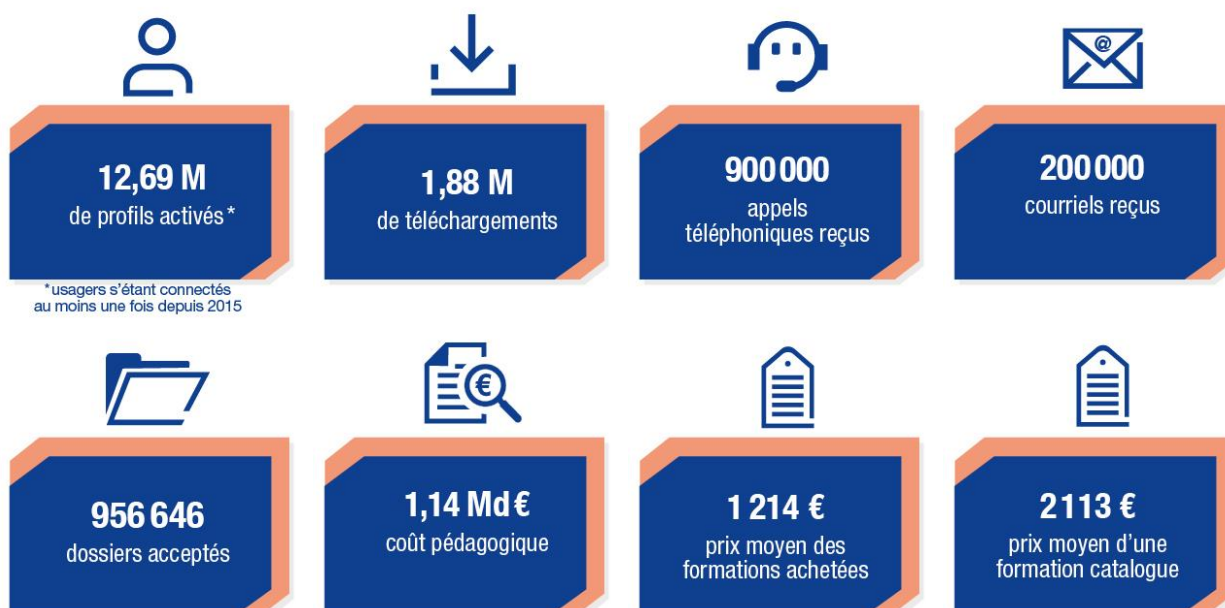 @
12,69 M
de profils activés *
1,88 M
de téléchargements
900 000
appels
téléphoniques reçus
200 000
courriels reçus
* usagers s'étant connectés
au moins une fois depuis 2015
€
956 646
dossiers acceptés
1,14 Md €
coût pédagogique
1 214 €
prix moyen des
formations achetées
2113 €
prix moyen d'une
formation catalogue